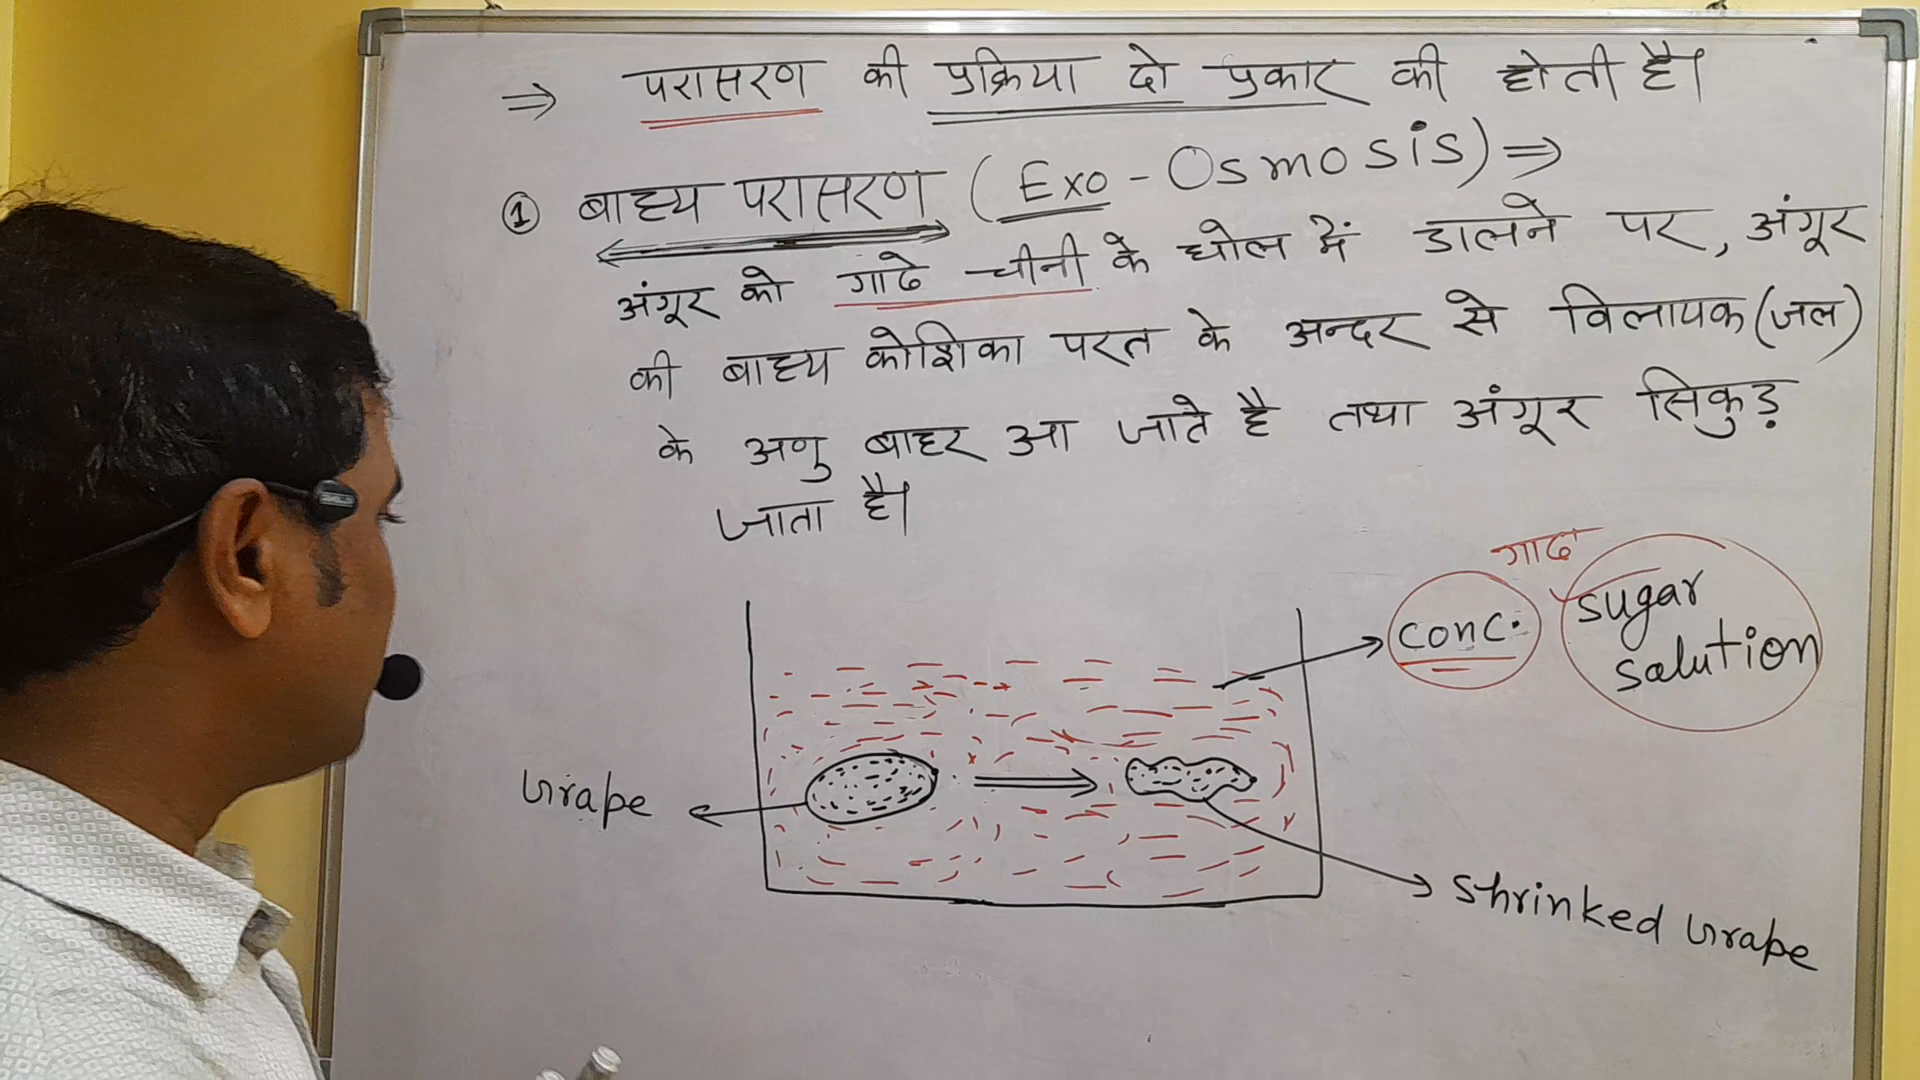 ⇒ परासरण की प्रक्रिया दो प्रकार की होती है।
① बाह्य परासरण (Exo-Osmosis) ⇒
अंगूर को गाढे चीनी के घोल में डालने पर, अंगूर
की बाह्य कोशिका परत के अन्दर से विलायक (जल)
के अणु बाहर आ जाते है तथा अंगूर सिकुड़
जाता है।
गाढा
conc. sugar
solution
Grape
Shrinked Grape